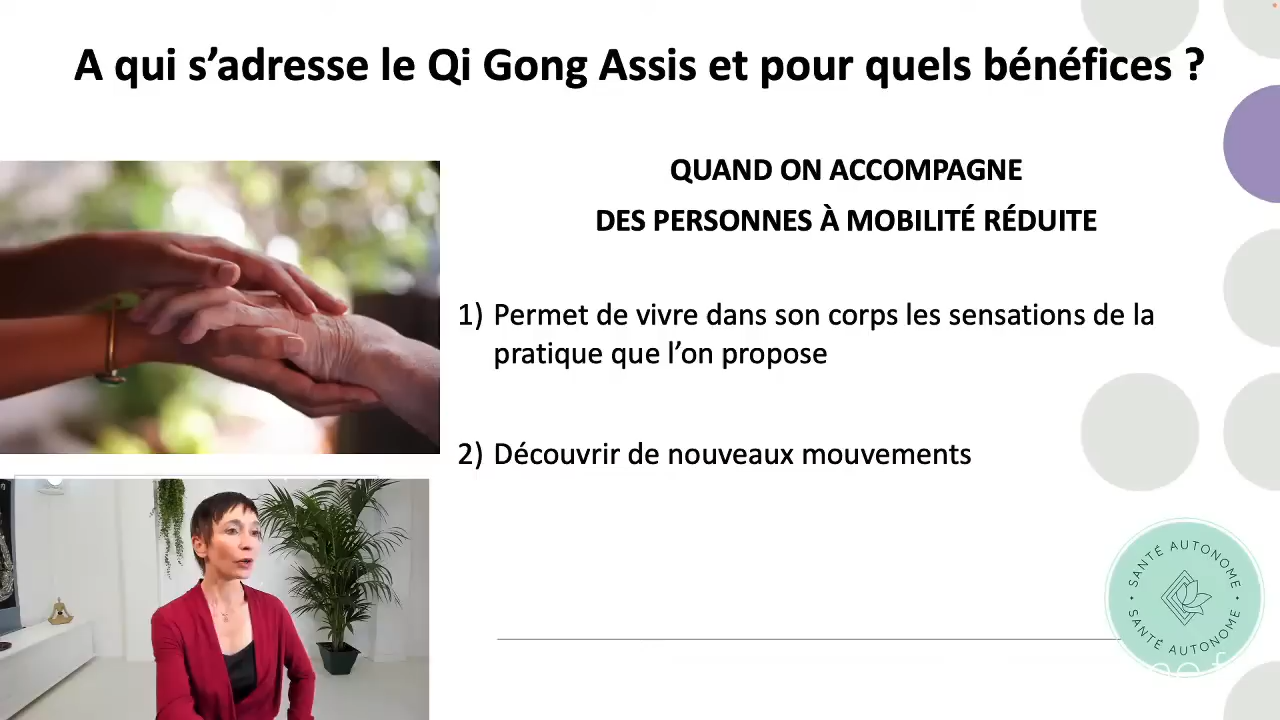 A qui s’adresse le Qi Gong Assis et pour quels bénéfices ?
QUAND ON ACCOMPAGNE
DES PERSONNES À MOBILITÉ RÉDUITE
1) Permet de vivre dans son corps les sensations de la
pratique que l’on propose
2) Découvrir de nouveaux mouvements
SANTÉ AUTONOME
SANTÉ AUTONOME